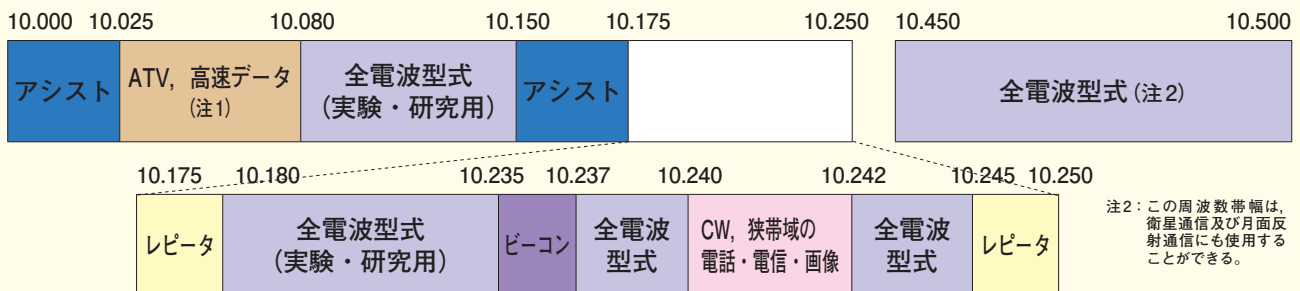 10.000 10.025 10.080 10.150 10.175 10.250 10.450 10.500
アシスト
ATV, 高速データ
(注1)
全電波型式
(実験・研究用)
アシスト
全電波型式(注2)
10.175 10.180 10.235 10.237 10.240 10.242 10.245 10.250
レピータ
全電波型式
(実験・研究用)
ビーコン
全電波
型式
CW, 狭帯域の
電話・電信・画像
全電波
型式
レピータ
注2:この周波数帯幅は,
衛星通信及び月面反
射通信にも使用する
ことができる。